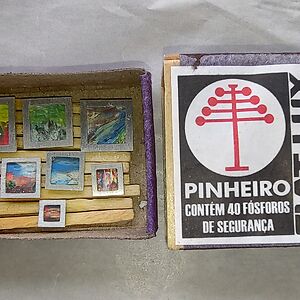 PINHEIRO
CONTÉM 40 FÓSFOROS
DE SEGURANÇA